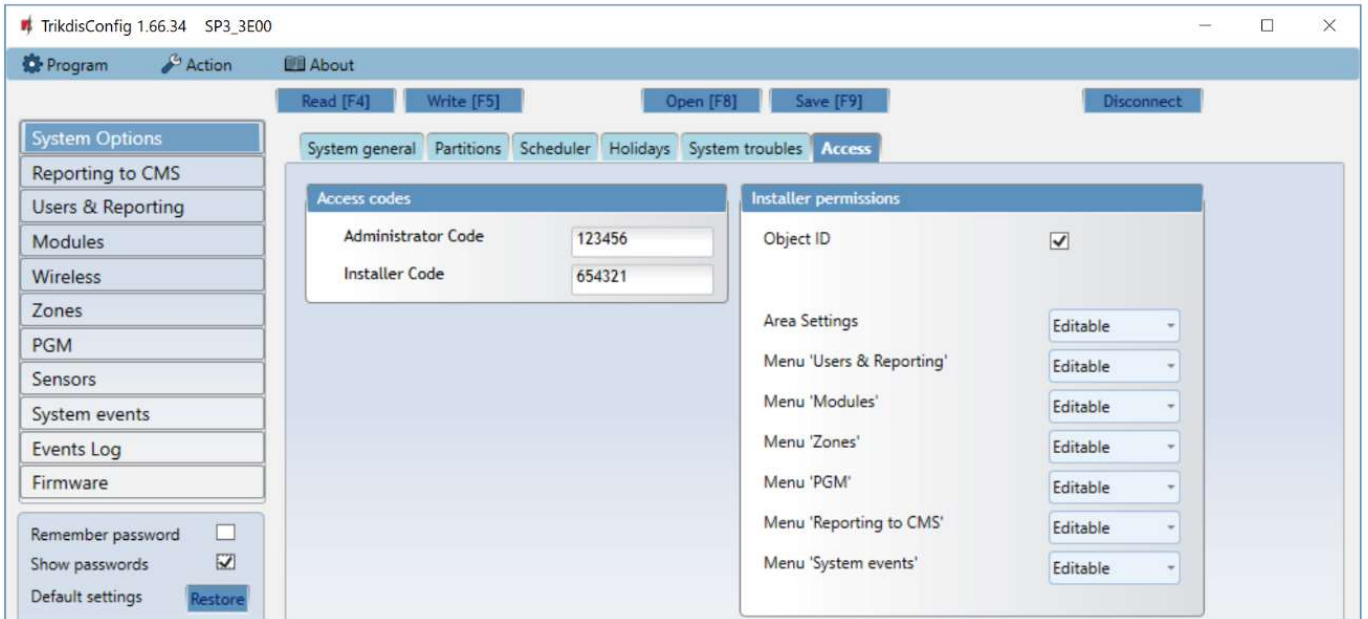 TrikdisConfig 1.66.34 SP3_3E00
Program Action About
Read [F4] Write [F5] Open [F8] Save [F9] Disconnect
System Options
Reporting to CMS
Users & Reporting
Modules
Wireless
Zones
PGM
Sensors
System events
Events Log
Firmware
Remember password
Show passwords
Default settings Restore
System general Partitions Scheduler Holidays System troubles Access
Access codes
Administrator Code 123456
Installer Code 654321
Installer permissions
Object ID
Area Settings Editable
Menu 'Users & Reporting' Editable
Menu 'Modules' Editable
Menu 'Zones' Editable
Menu 'PGM' Editable
Menu 'Reporting to CMS' Editable
Menu 'System events' Editable